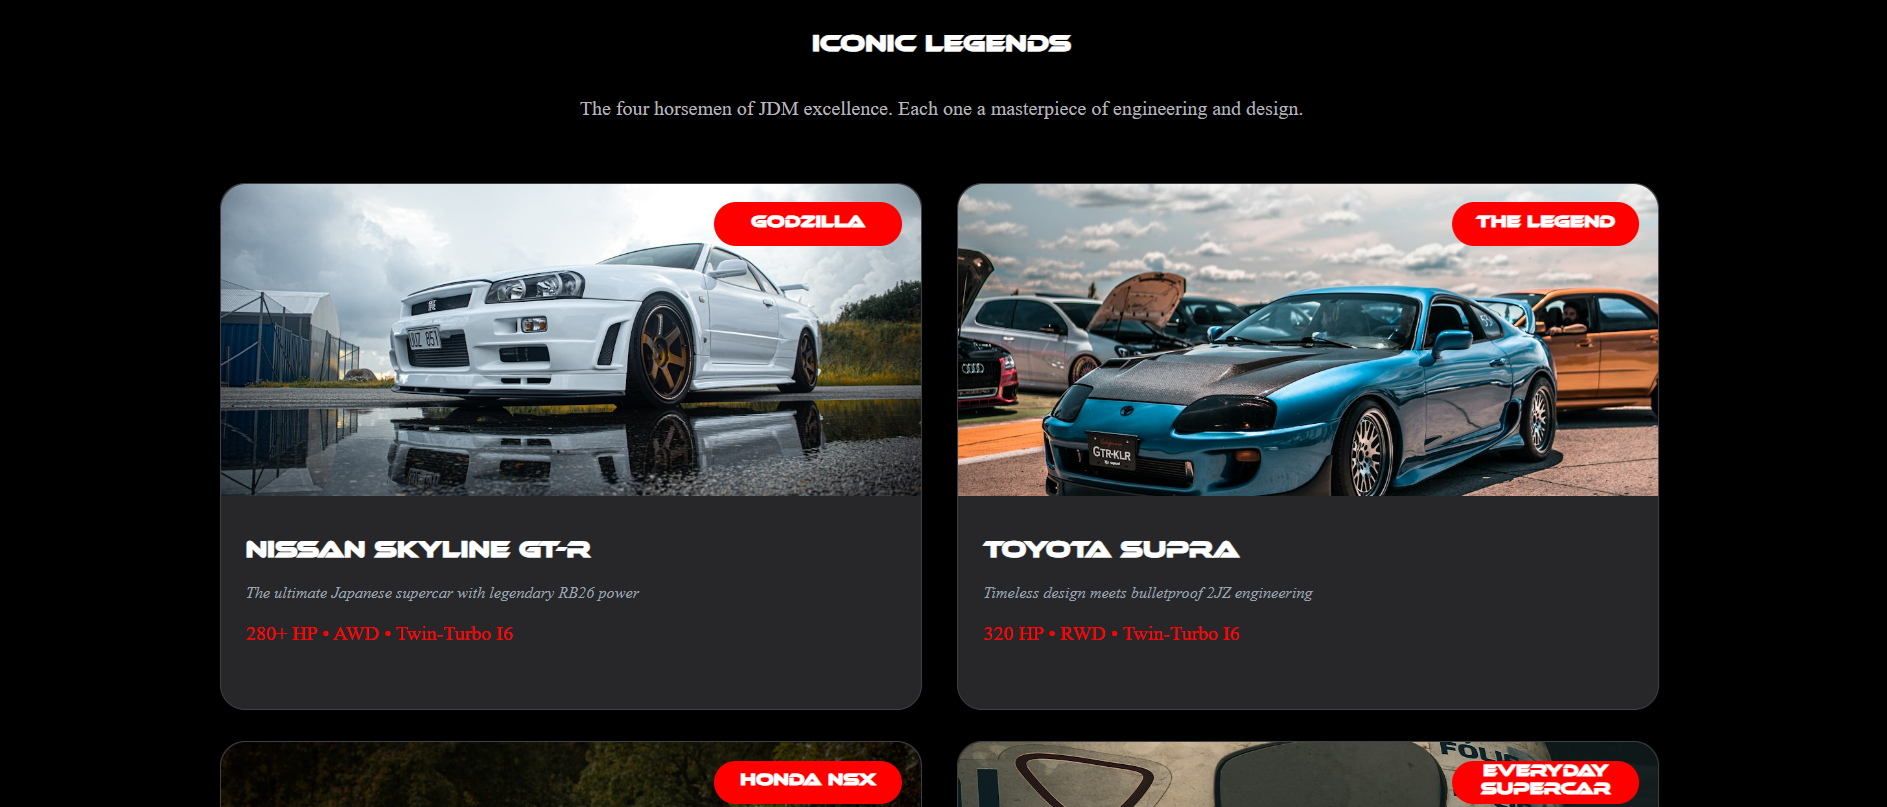 ICONIC LEGENDS
The four horsemen of JDM excellence. Each one a masterpiece of engineering and design.
GODZILLA
THE LEGEND
GTR-KLR
NISSAN SKYLINE GT-R
The ultimate Japanese supercar with legendary RB26 power
280+ HP • AWD • Twin-Turbo I6
TOYOTA SUPRA
Timeless design meets bulletproof 2JZ engineering
320 HP • RWD • Twin-Turbo I6
HONDA NSX
EVERYDAY
SUPERCAR